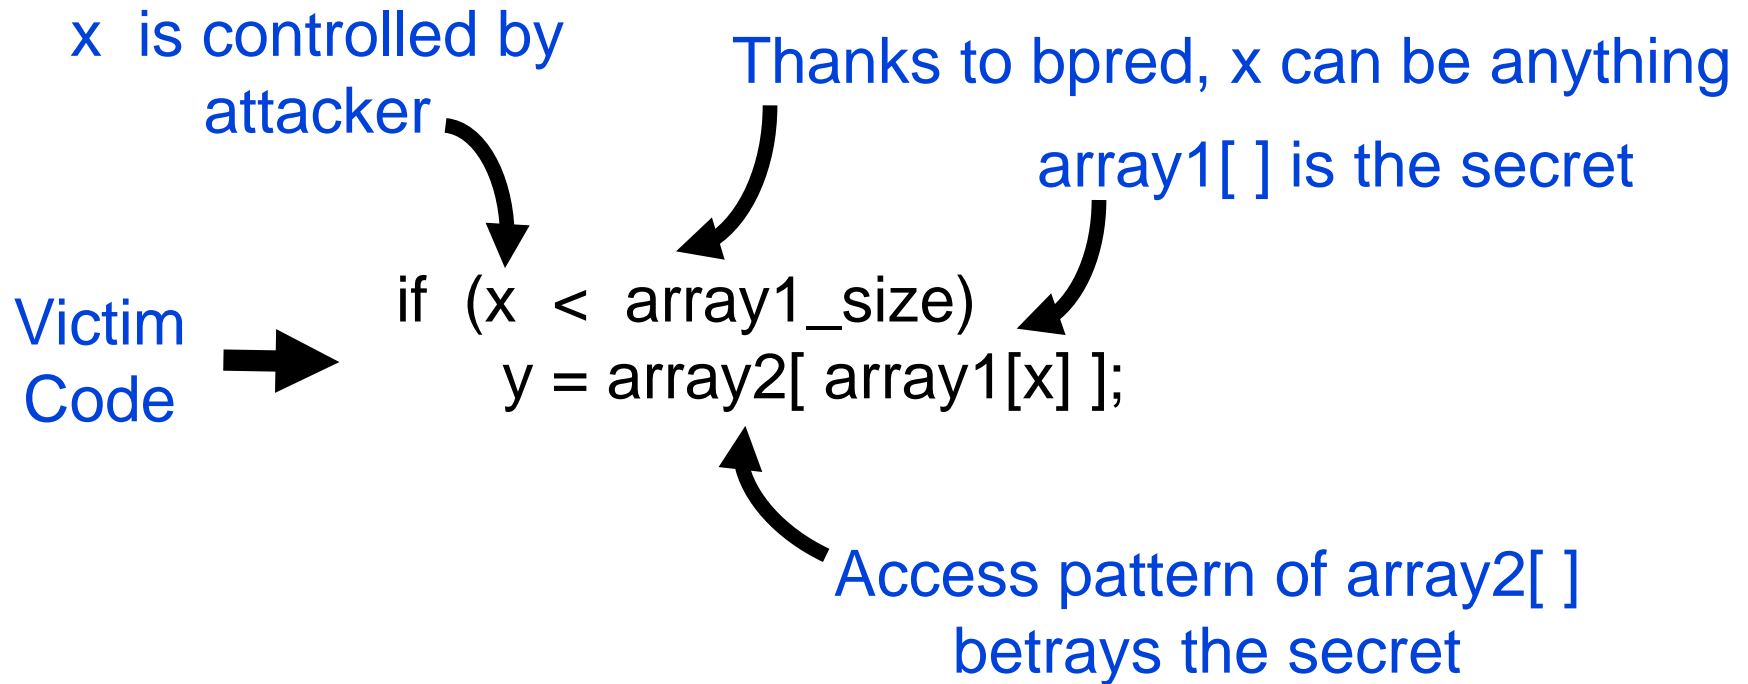 x is controlled by
attacker
Thanks to bpred, x can be anything
array1[ ] is the secret
Victim
Code
if (x < array1_size)
y = array2[ array1[x] ];
Access pattern of array2[ ]
betrays the secret